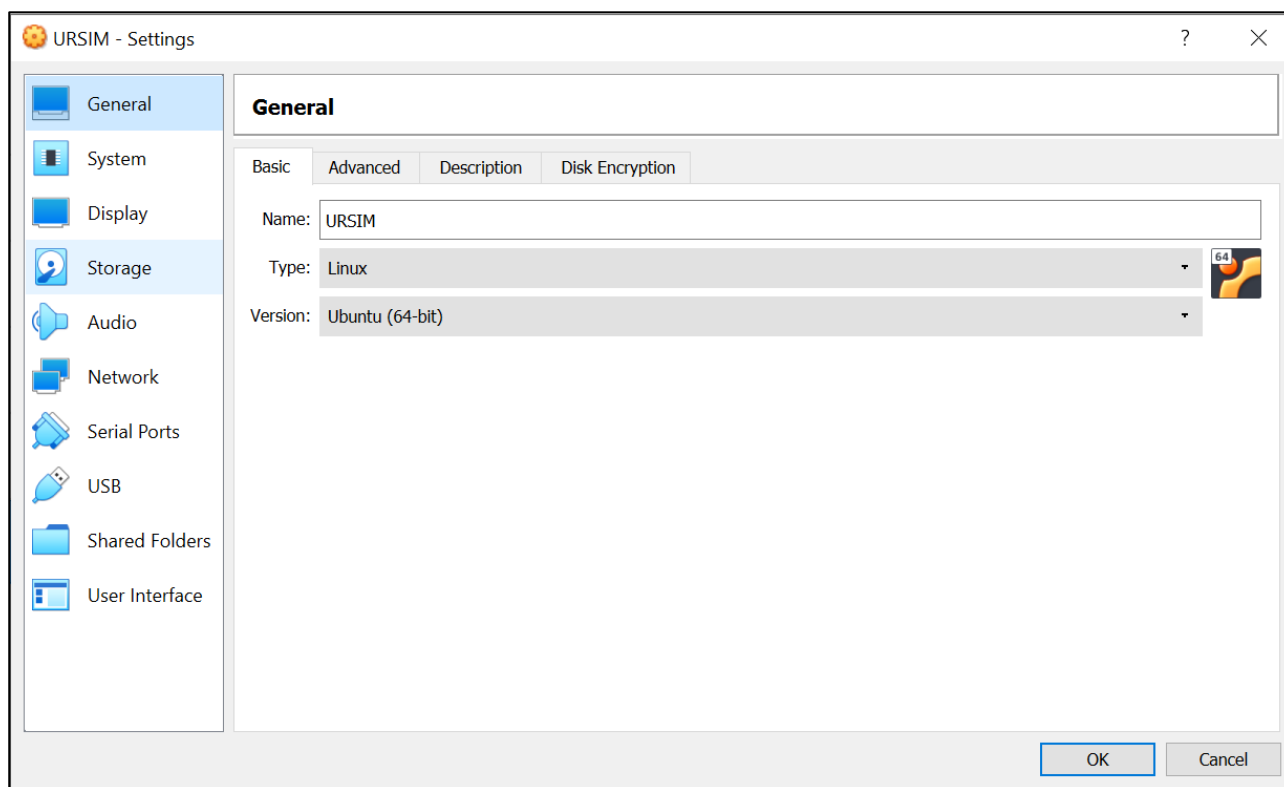 URSIM - Settings
?
General
System
Display
Storage
Audio
Network
Serial Ports
USB
Shared Folders
User Interface
General
Basic Advanced Description Disk Encryption
Name: URSIM
Type: Linux
64
Version: Ubuntu (64-bit)
OK Cancel